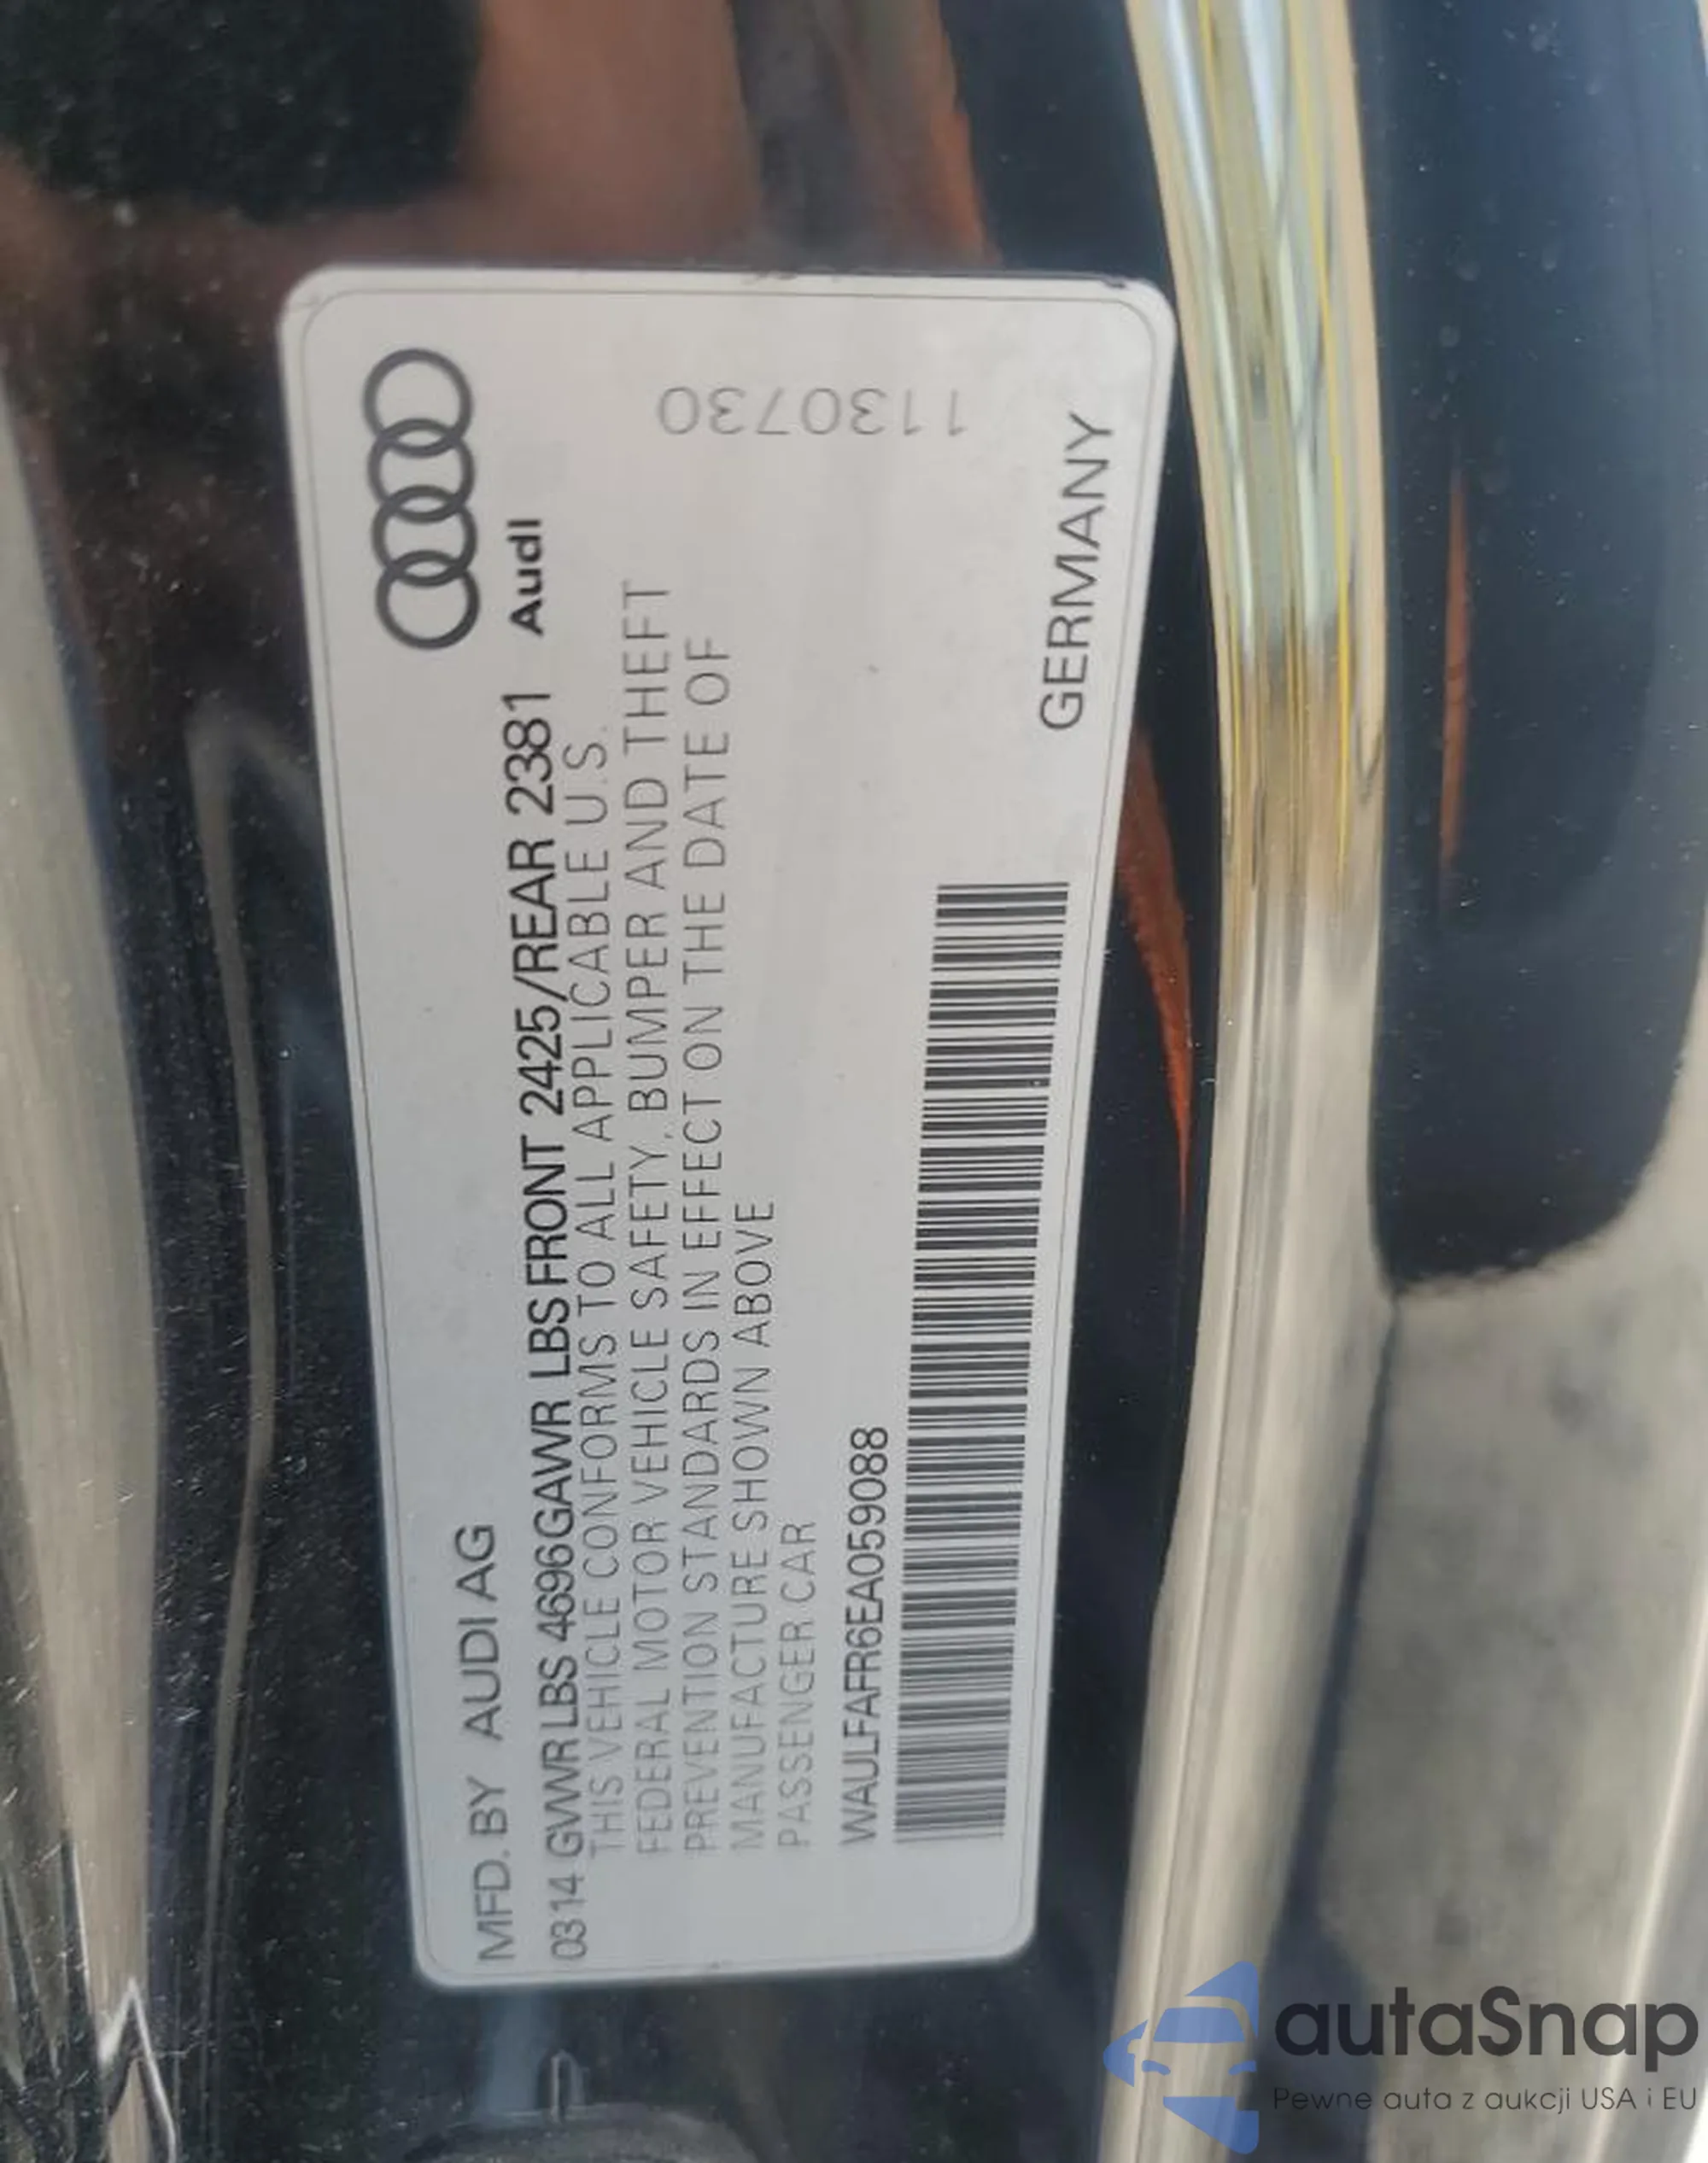 MFD. BY AUDI AG
0314 GVWR LBS 4696 GAWR LBS FRONT 2425/REAR 2381
Audi
THIS VEHICLE CONFORMS TO ALL APPLICABLE U.S.
FEDERAL MOTOR VEHICLE SAFETY, BUMPER AND THEFT
PREVENTION STANDARDS IN EFFECT ON THE DATE OF
MANUFACTURE SHOWN ABOVE
PASSENGER CAR
1130730
WAULFAFR6EA059088
GERMANY
autaSnap
Pewne auta z aukcji USA i EU